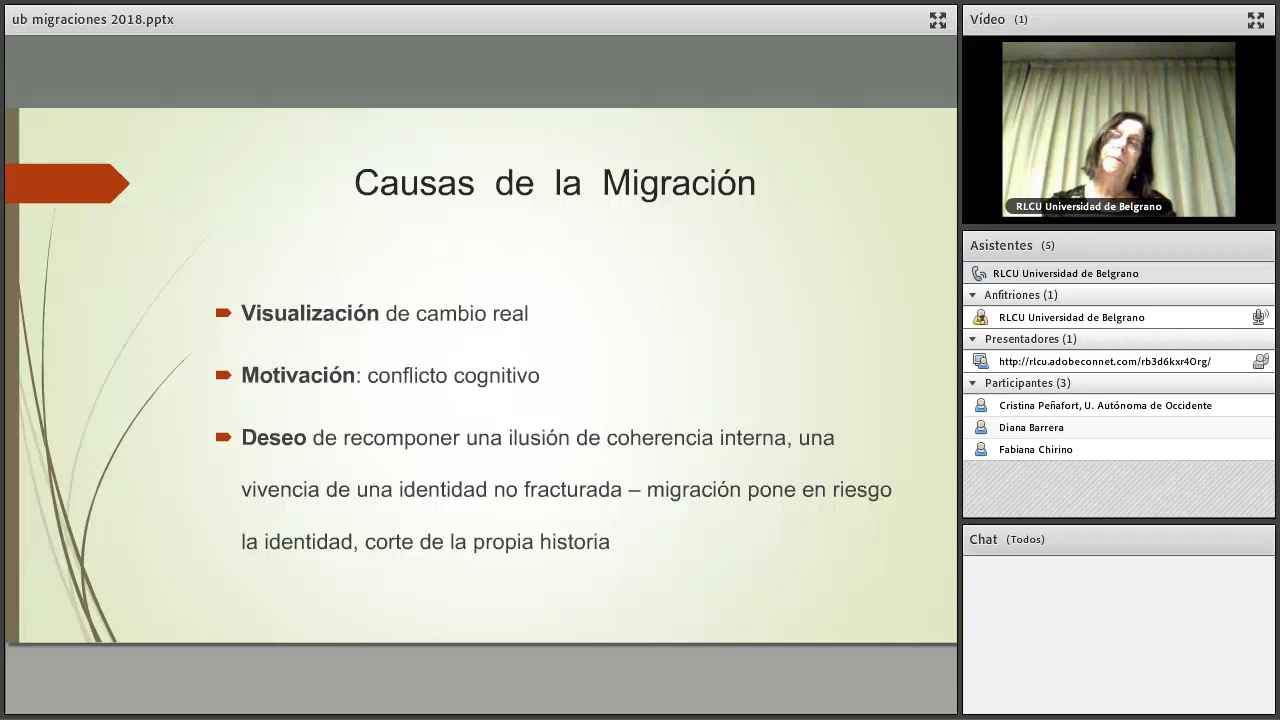 ub migraciones 2018.pptx
Causas de la Migración
Visualización de cambio real
Motivación: conflicto cognitivo
Deseo de recomponer una ilusión de coherencia interna, una
vivencia de una identidad no fracturada – migración pone en riesgo
la identidad, corte de la propia historia
Vídeo (1)
RLCU Universidad de Belgrano
Asistentes (5)
RLCU Universidad de Belgrano
Anfitriones (1)
RLCU Universidad de Belgrano
Presentadores (1)
http://rlcu.adobeconnet.com/rb3d6kxr4Org/
Participantes (3)
Cristina Peñafort, U. Autónoma de Occidente
Diana Barrera
Fabiana Chirino
Chat (Todos)